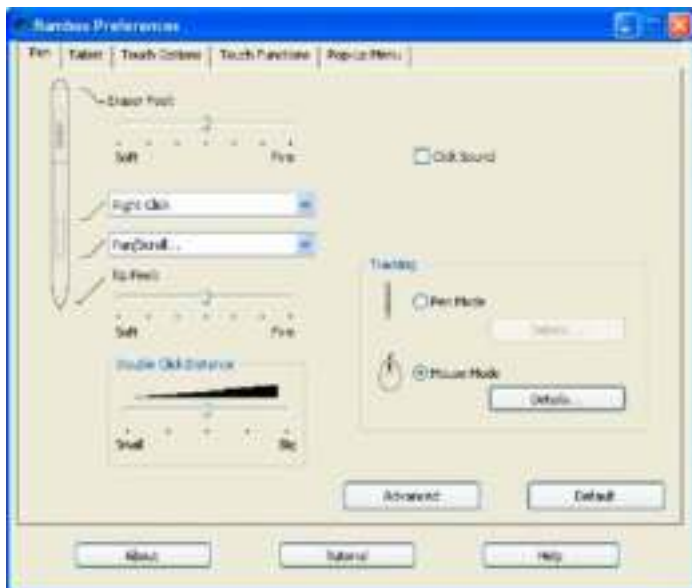 Bamboo Preferences
Pen Tablet Touch Options Touch Functions Pop-up Menu
Eraser Feel
Soft Firm
Click Sound
Right Click
Pan/Scroll...
Tip Feel
Soft Firm
Tracking
Pen Mode
Details...
Mouse Mode
Details...
Double Click Distance
Small Big
Advanced Default
About Tutorial Help